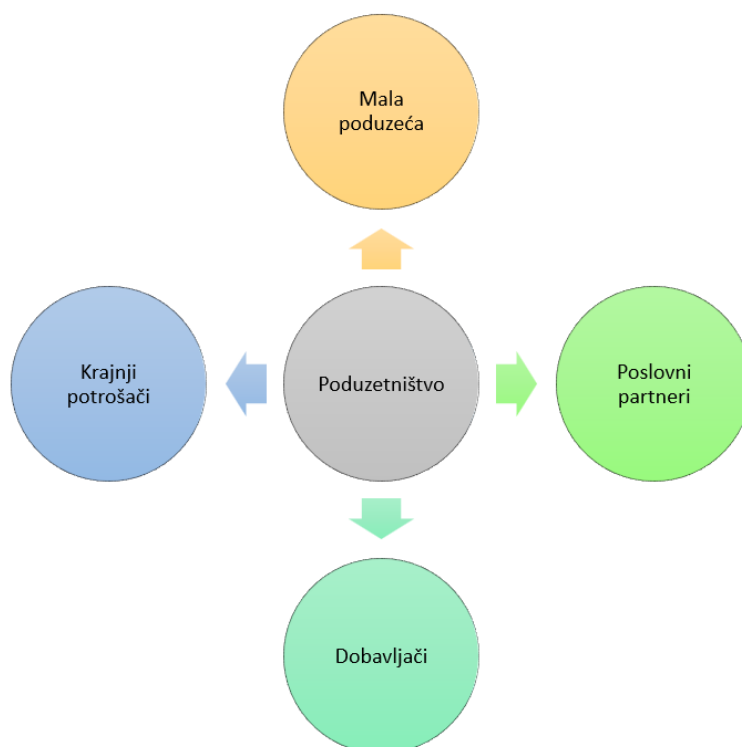 Mala
poduzeća
Krajnji
potrošači
Poduzetništvo
Poslovni
partneri
Dobavljači